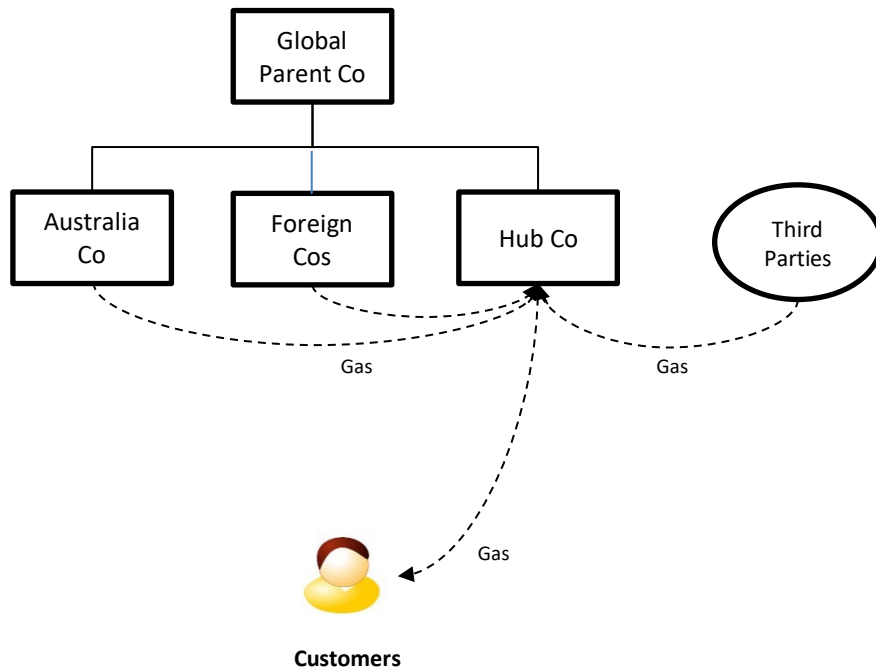 Global
Parent Co
Australia
Co
Foreign
Cos
Hub Co
Third
Parties
Gas
Gas
Gas
Customers